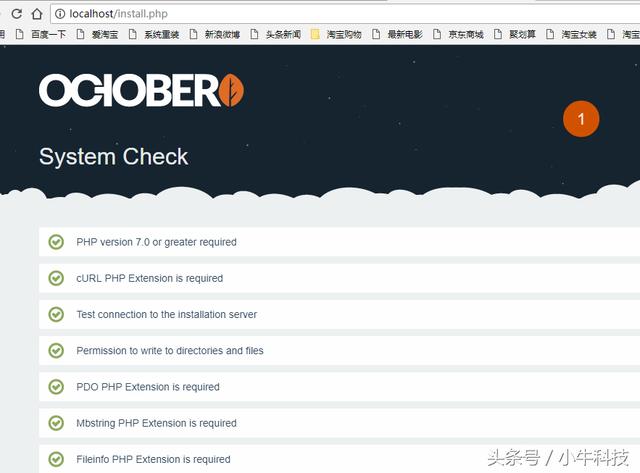 localhost/install.php
用 百度一下 爱淘宝 系统重装 新浪微博 头条新闻 淘宝购物 最新电影 京东商城 聚划算 淘宝女装
OCTOBER
1
System Check
PHP version 7.0 or greater required
cURL PHP Extension is required
Test connection to the installation server
Permission to write to directories and files
PDO PHP Extension is required
Mbstring PHP Extension is required
Fileinfo PHP Extension is required
头条号 / 小牛科技